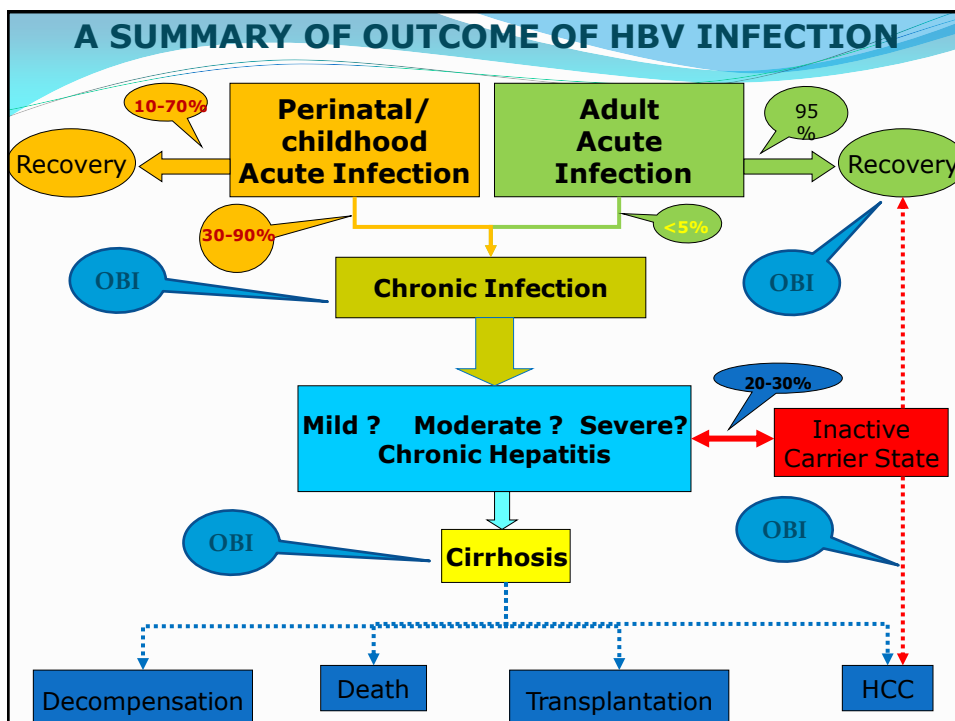 A SUMMARY OF OUTCOME OF HBV INFECTION
10-70%
Perinatal/
childhood
Acute Infection
Adult
Acute
Infection
95
%
Recovery
Recovery
30-90%
<5%
OBI
Chronic Infection
OBI
20-30%
Mild ? Moderate ? Severe?
Chronic Hepatitis
Inactive
Carrier State
OBI
OBI
Cirrhosis
Decompensation
Death
Transplantation
HCC